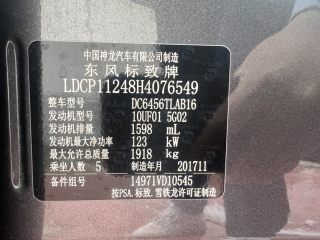 中国神龙汽车有限公司制造
东风标致牌
LDCP11248H4076549
整车型号 DC6456TLAB16
发动机型号 10UF01 5G02
发动机排量 1598 mL
发动机最大净功率 123 kW
最大允许总质量 1918 kg
乘坐人数 5 制造年月 201711
备件组号 14971VDI0545
按PSA.标致.雪铁龙许可证制造